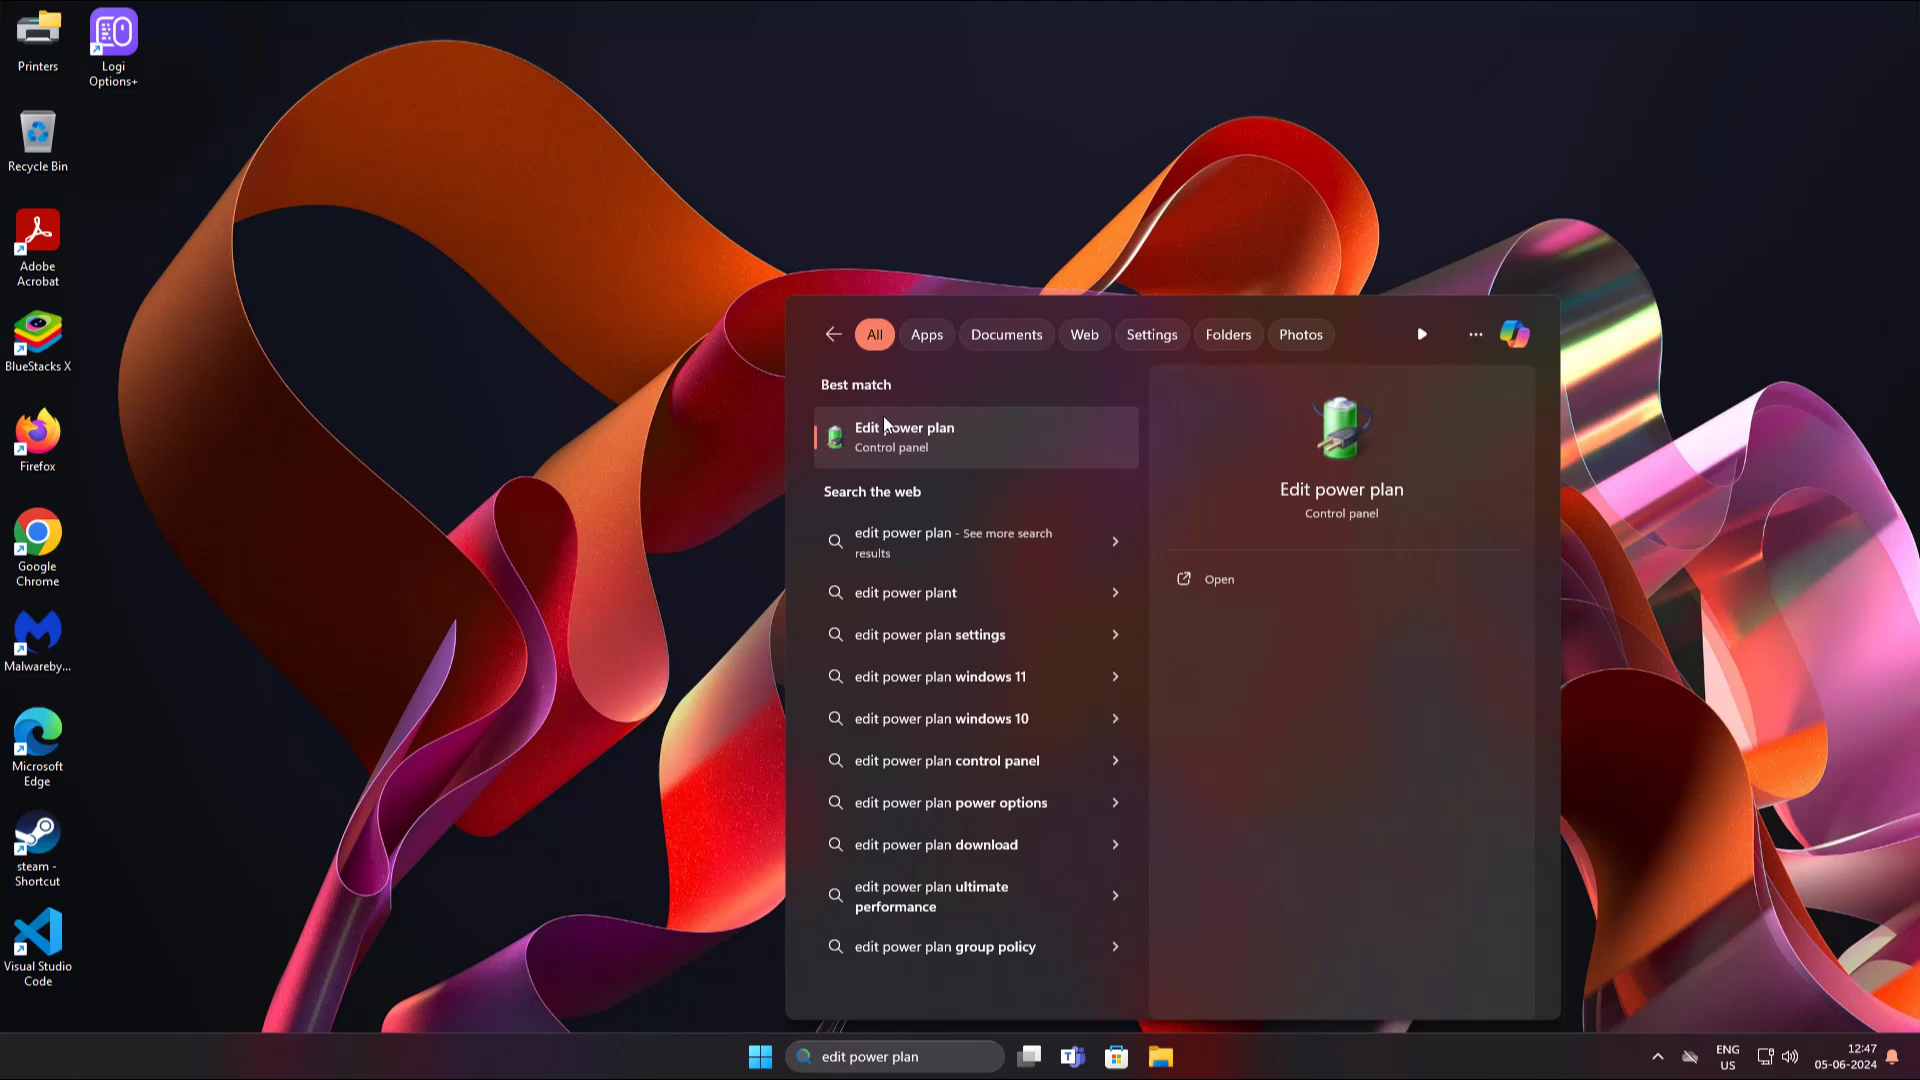 Printers
Logi
Options+
Recycle Bin
Adobe
Acrobat
BlueStacks X
Firefox
Google
Chrome
Malwareby...
Microsoft
Edge
steam -
Shortcut
Visual Studio
Code
All
Apps
Documents
Web
Settings
Folders
Photos
Best match
Edit power plan
Control panel
Search the web
edit power plan - See more search
results
edit power plant
edit power plan settings
edit power plan windows 11
edit power plan windows 10
edit power plan control panel
edit power plan power options
edit power plan download
edit power plan ultimate
performance
edit power plan group policy
Edit power plan
Control panel
Open
edit power plan
ENG
US
12:47
05-06-2024